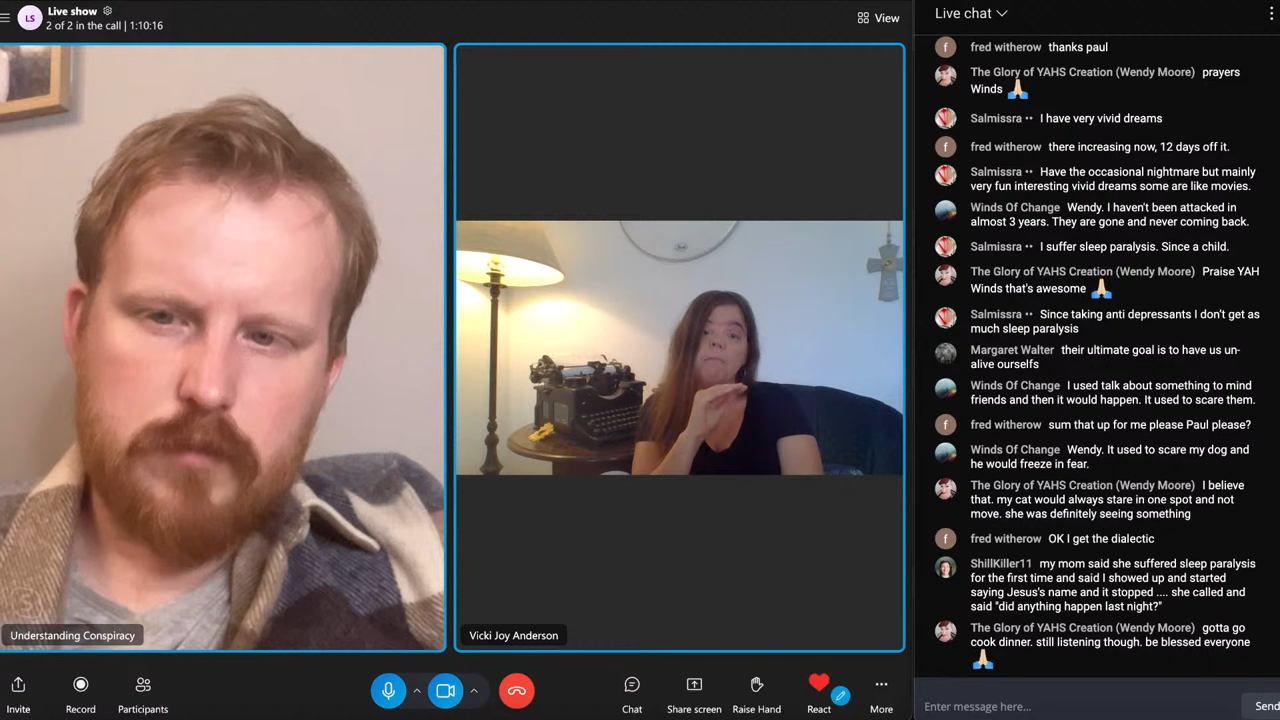 LS
Live show
2 of 2 in the call | 1:10:16
View
Understanding Conspiracy
Vicki Joy Anderson
Invite
Record
Participants
Chat
Share screen
Raise Hand
React
More
Live chat
f
fred witherow thanks paul
The Glory of YAHS Creation (Wendy Moore) prayers
Winds 🙏🏼
Salmissra •• I have very vivid dreams
f
fred witherow there increasing now, 12 days off it.
Salmissra •• Have the occasional nightmare but mainly
very fun interesting vivid dreams some are like movies.
Winds Of Change Wendy. I haven't been attacked in
almost 3 years. They are gone and never coming back.
Salmissra •• I suffer sleep paralysis. Since a child.
The Glory of YAHS Creation (Wendy Moore) Praise YAH
Winds that's awesome 🙏🏼
Salmissra •• Since taking anti depressants I don't get as
much sleep paralysis
Margaret Walter their ultimate goal is to have us un-
alive ourselfs
Winds Of Change I used talk about something to mind
friends and then it would happen. It used to scare them.
f
fred witherow sum that up for me please Paul please?
Winds Of Change Wendy. It used to scare my dog and
he would freeze in fear.
The Glory of YAHS Creation (Wendy Moore) I believe
that. my cat would always stare in one spot and not
move. she was definitely seeing something
f
fred witherow OK I get the dialectic
ShillKiller11 my mom said she suffered sleep paralysis
for the first time and said I showed up and started
saying Jesus's name and it stopped .... she called and
said "did anything happen last night?"
The Glory of YAHS Creation (Wendy Moore) gotta go
cook dinner. still listening though. be blessed everyone
🙏🏼
Enter message here...
Send